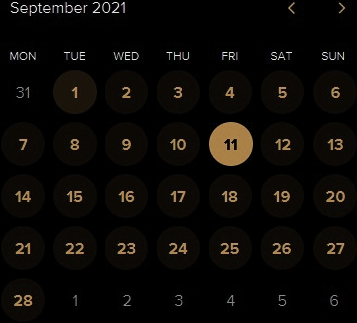 September 2021
MON TUE WED THU FRI SAT SUN
31 1 2 3 4 5 6
7 8 9 10 11 12 13
14 15 16 17 18 19 20
21 22 23 24 25 26 27
28 1 2 3 4 5 6